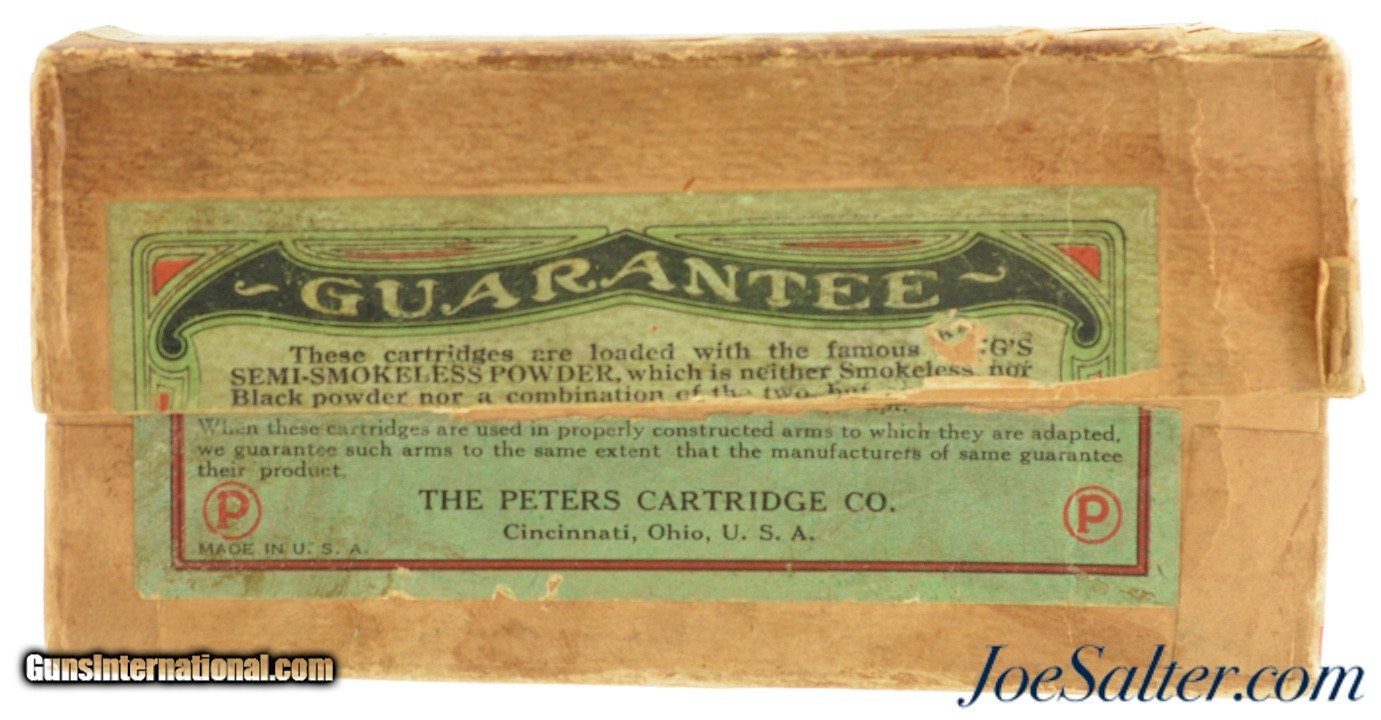 ~ GUARANTEE ~
These cartridges are loaded with the famous G'S
SEMI-SMOKELESS POWDER, which is neither Smokeless nor
Black powder nor a combination of the two, but
When these cartridges are used in properly constructed arms to which they are adapted,
we guarantee such arms to the same extent that the manufacturers of same guarantee
their product.
THE PETERS CARTRIDGE CO.
P P
Cincinnati, Ohio, U. S. A.
MADE IN U. S. A.
GunsInternational.com
JoeSalter.com